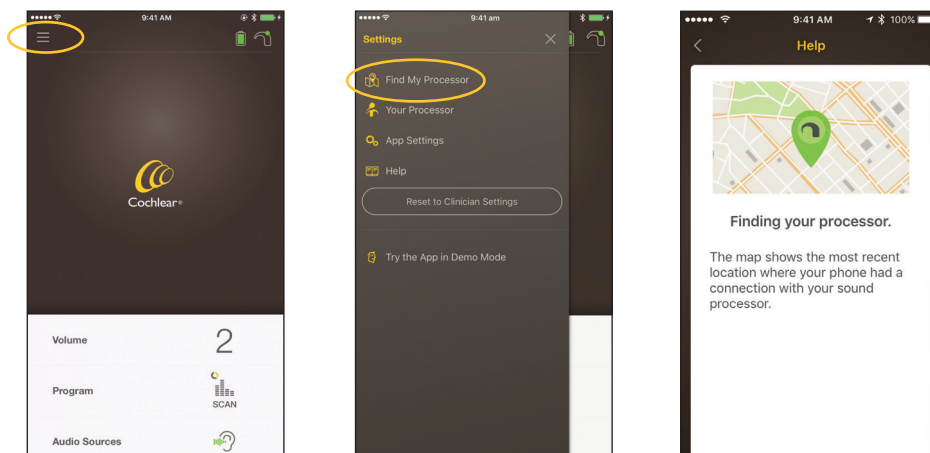 9:41 AM
Cochlear®
Volume
2
Program
SCAN
Audio Sources
9:41 am
Settings
Find My Processor
Your Processor
App Settings
Help
Reset to Clinician Settings
Try the App in Demo Mode
9:41 AM
100%
Help
Finding your processor.
The map shows the most recent
location where your phone had a
connection with your sound
processor.